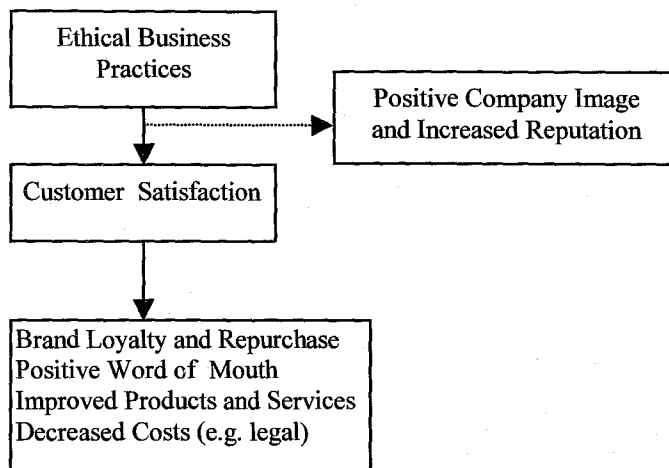 Ethical Business
Practices
Positive Company Image
and Increased Reputation
Customer Satisfaction
Brand Loyalty and Repurchase
Positive Word of Mouth
Improved Products and Services
Decreased Costs (e.g. legal)